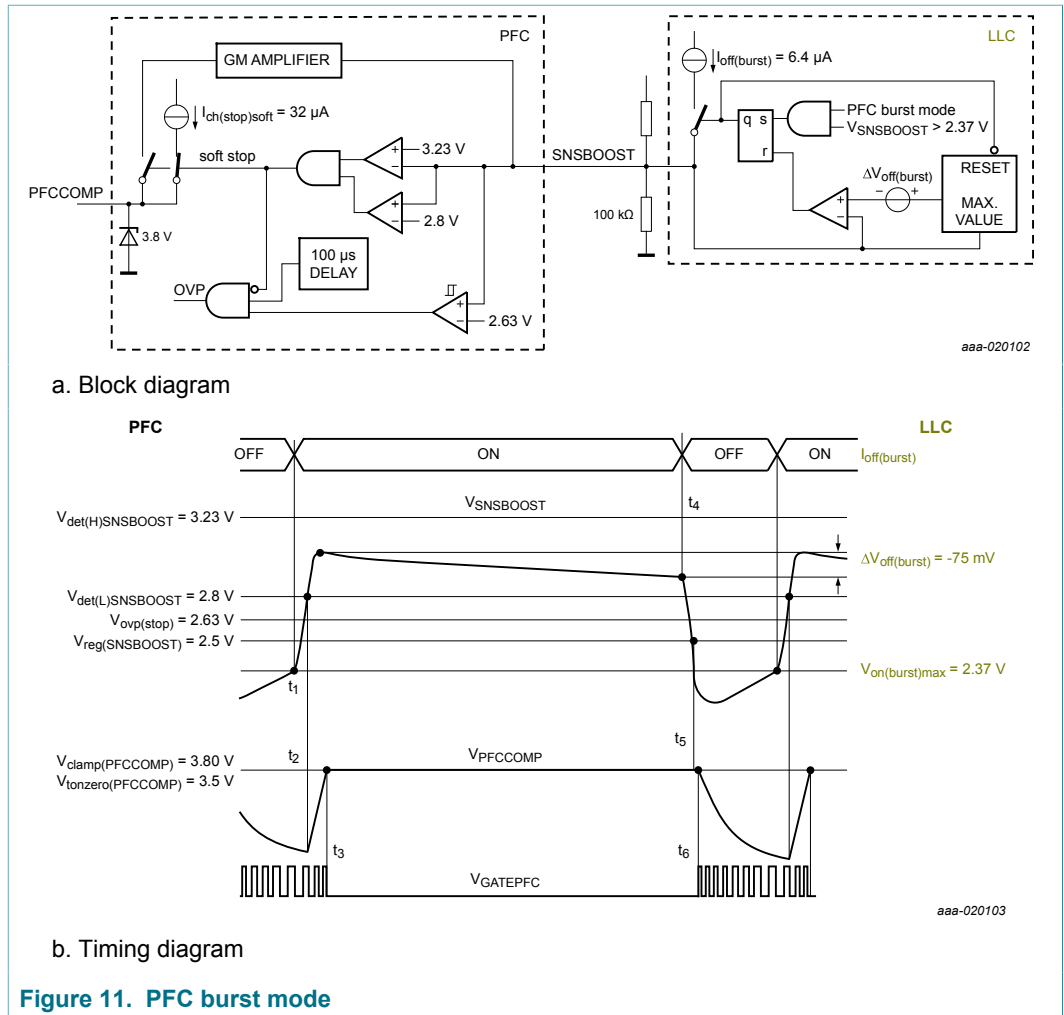 PFC
LLC
GM AMPLIFIER
Ioff(burst) = 6.4 µA
Ich(stop)soft = 32 µA
PFC burst mode
VSNSBOOST > 2.37 V
q s
r
3.23 V
soft stop
SNSBOOST
ΔVoff(burst)
RESET
MAX.
VALUE
PFCCOMP
2.8 V
100 kΩ
3.8 V
100 µs
DELAY
OVP
2.63 V
aaa-020102
a. Block diagram
PFC
LLC
OFF
ON
OFF
ON
Ioff(burst)
VSNSBOOST
t4
Vdet(H)SNSBOOST = 3.23 V
ΔVoff(burst) = -75 mV
Vdet(L)SNSBOOST = 2.8 V
Vovp(stop) = 2.63 V
Vreg(SNSBOOST) = 2.5 V
Von(burst)max = 2.37 V
t1
t5
t2
VPFCCOMP
Vclamp(PFCCOMP) = 3.80 V
Vtonzero(PFCCOMP) = 3.5 V
t3
t6
VGATEPFC
aaa-020103
b. Timing diagram
Figure 11. PFC burst mode